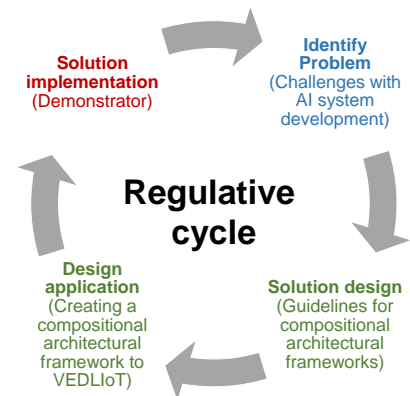 Solution
implementation
(Demonstrator)
Identify
Problem
(Challenges with
AI system
development)
Regulative
cycle
Design
application
(Creating a
compositional
architectural
framework to
VEDLIoT)
Solution design
(Guidelines for
compositional
architectural
frameworks)